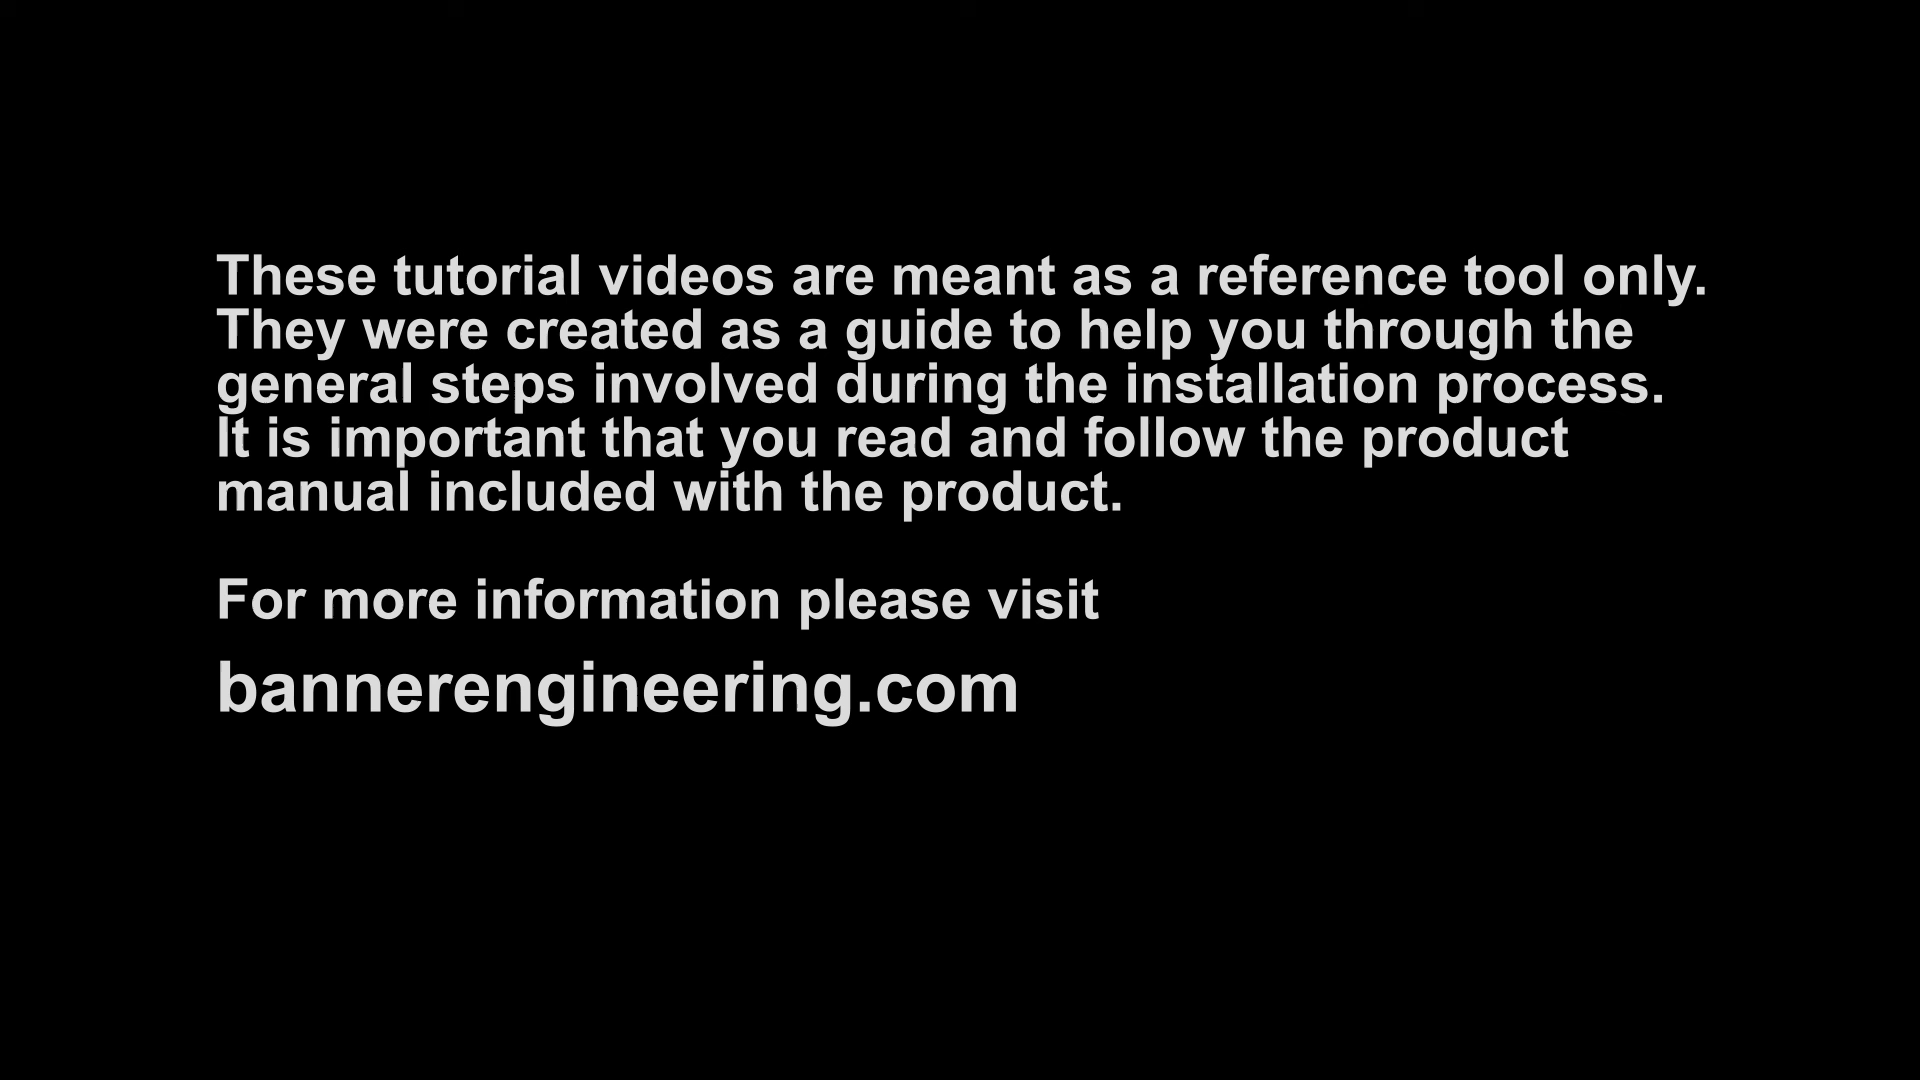 These tutorial videos are meant as a reference tool only.
They were created as a guide to help you through the
general steps involved during the installation process.
It is important that you read and follow the product
manual included with the product.
For more information please visit
bannerengineering.com